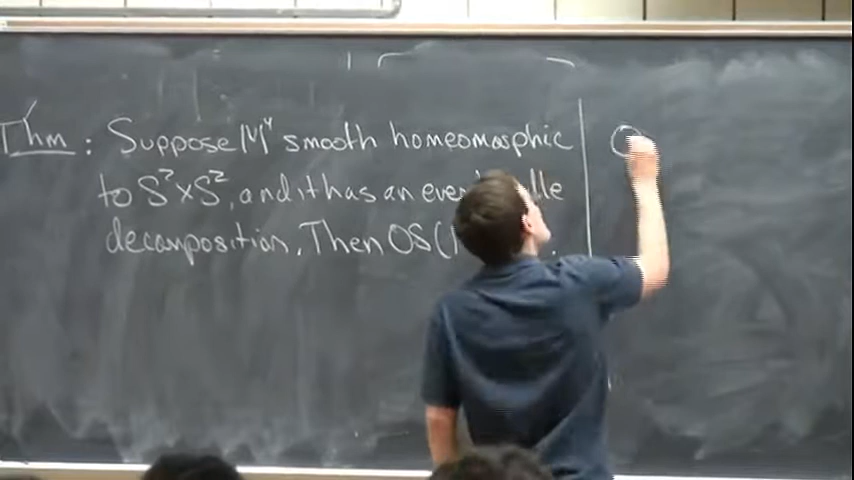 Thm: Suppose M⁴ smooth homeomorphic
to S²×S², and it has an even
decomposition. Then OS(